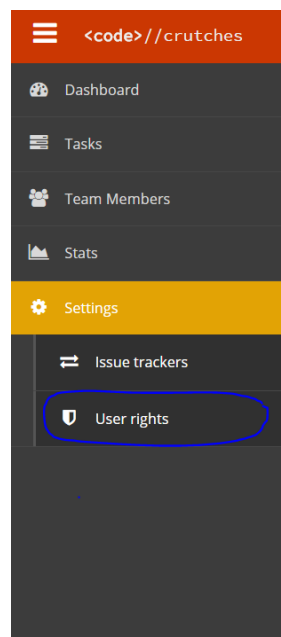 <code>//crutches
Dashboard
Tasks
Team Members
Stats
Settings
Issue trackers
User rights